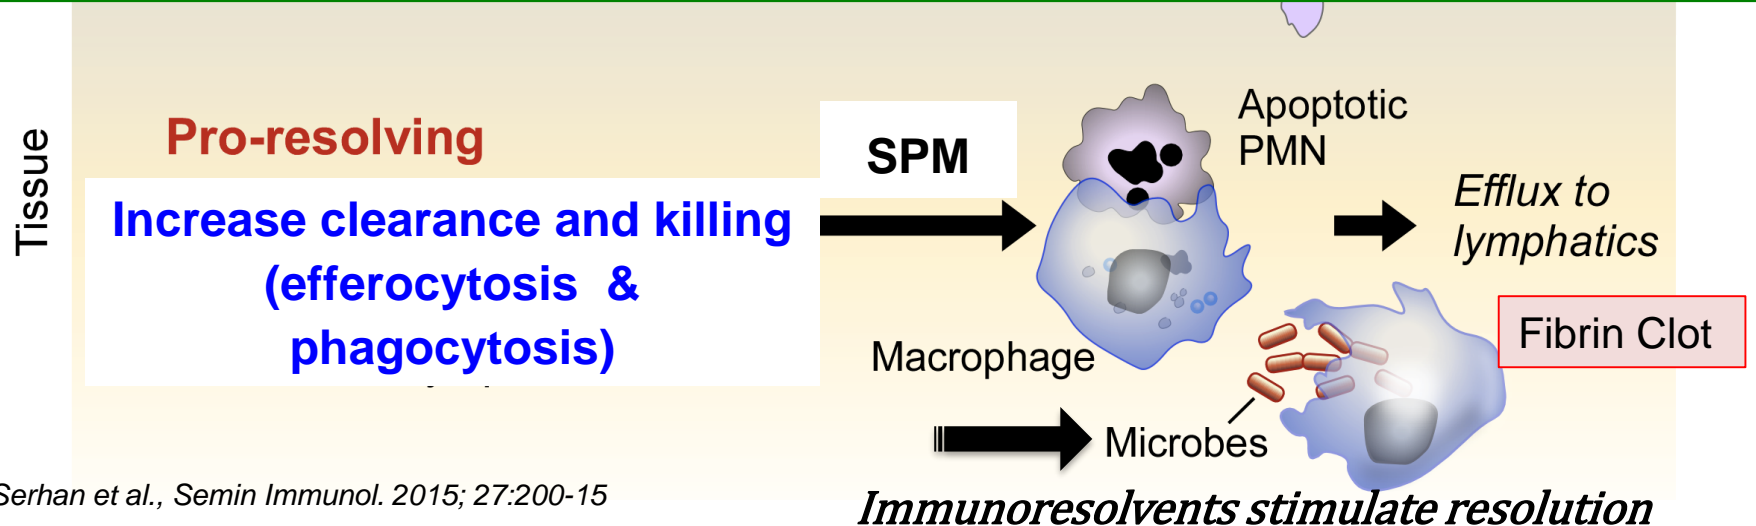 Tissue
Pro-resolving
Increase clearance and killing
(efferocytosis &
phagocytosis)
SPM
Apoptotic
PMN
Efflux to
lymphatics
Macrophage
Fibrin Clot
Microbes
Serhan et al., Semin Immunol. 2015; 27:200-15
Immunoresolvents stimulate resolution